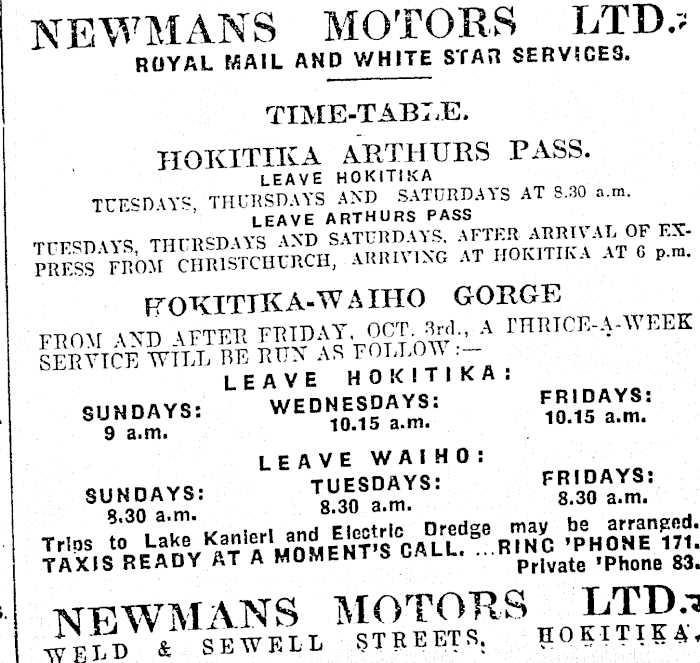 NEWMANS MOTORS LTD.
ROYAL MAIL AND WHITE STAR SERVICES.
TIME-TABLE.
HOKITIKA ARTHURS PASS.
LEAVE HOKITIKA
TUESDAYS, THURSDAYS AND SATURDAYS AT 8.30 a.m.
LEAVE ARTHURS PASS
TUESDAYS, THURSDAYS AND SATURDAYS, AFTER ARRIVAL OF EX-
PRESS FROM CHRISTCHURCH, ARRIVING AT HOKITIKA AT 6 p.m.
HOKITIKA-WAIHO GORGE
FROM AND AFTER FRIDAY, OCT. 3rd., A THRICE-A-WEEK
SERVICE WILL BE RUN AS FOLLOW:—
LEAVE HOKITIKA:
SUNDAYS: WEDNESDAYS: FRIDAYS:
9 a.m. 10.15 a.m. 10.15 a.m.
LEAVE WAIHO:
SUNDAYS: TUESDAYS: FRIDAYS:
8.30 a.m. 8.30 a.m. 8.30 a.m.
Trips to Lake Kanieri and Electric Dredge may be arranged.
TAXIS READY AT A MOMENT'S CALL. ...RING 'PHONE 171.
Private 'Phone 83.
NEWMANS MOTORS LTD.
WELD & SEWELL STREETS, HOKITIKA.